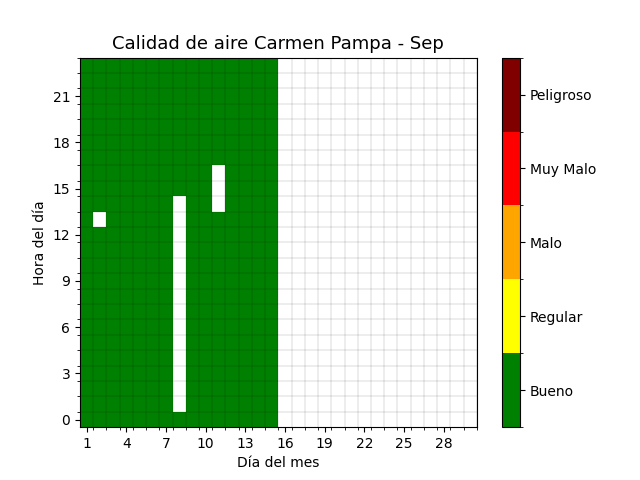 Calidad de aire Carmen Pampa - Sep
Hora del día
21
18
15
12
9
6
3
0
1 4 7 10 13 16 19 22 25 28
Día del mes
Peligroso
Muy Malo
Malo
Regular
Bueno